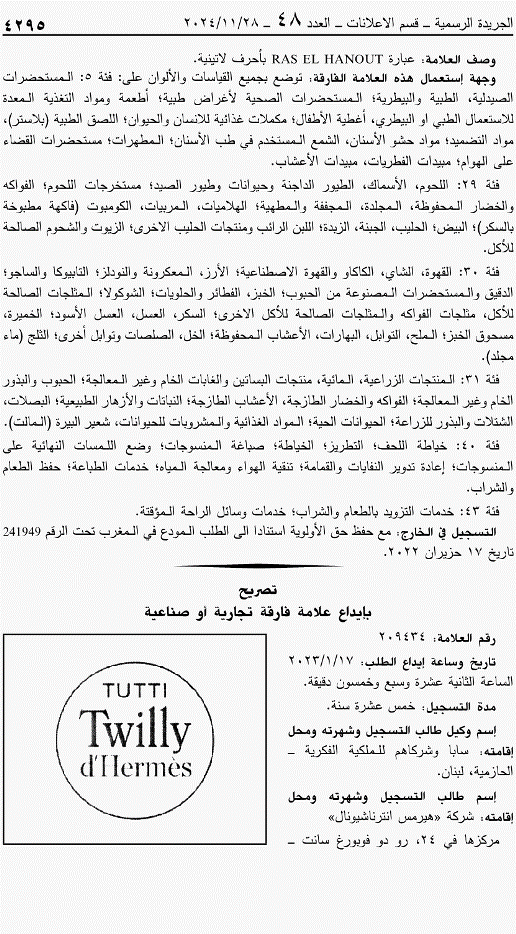 الجريدة الرسمية ــ قسم الاعلانات ــ العدد ٤٨ ــ ٢٠٢٤/١١/٢٨
٤٢٩٥
وصف العلامة: عبارة RAS EL HANOUT بأحرف لاتينية.
وجهة إستعمال هذه العلامة الفارقة: توضع بجميع القياسات والألوان على: فئة ٥: المستحضرات
الصيدلية، الطبية والبيطرية؛ المستحضرات الصحية لأغراض طبية؛ أطعمة ومواد التغذية المعدة
للاستعمال الطبي او البيطري، أغطية الأطفال؛ مكملات غذائية للانسان والحيوان؛ اللصق الطبية (بلاستر)،
مواد التضميد؛ مواد حشو الأسنان، الشمع المستخدم في طب الأسنان؛ المطهرات؛ مستحضرات القضاء
على الهوام؛ مبيدات الفطريات، مبيدات الأعشاب.
فئة ٢٩: اللحوم، الأسماك، الطيور الداجنة وحيوانات وطيور الصيد؛ مستخرجات اللحوم؛ الفواكه
والخضار المحفوظة، المجلدة، المجففة والمطهية؛ الهلاميات، المربيات، الكومبوت (فاكهة مطبوخة
بالسكر)؛ البيض؛ الحليب، الجبنة، الزبدة؛ اللبن الرائب ومنتجات الحليب الاخرى؛ الزيوت والشحوم الصالحة
للأكل.
فئة ٣٠: القهوة، الشاي، الكاكاو والقهوة الاصطناعية؛ الأرز، المعكرونة والنودلز؛ التابيوكا والساجو؛
الدقيق والمستحضرات المصنوعة من الحبوب؛ الخبز، الفطائر والحلويات؛ الشوكولا؛ المثلجات الصالحة
للأكل، مثلجات الفواكه والمثلجات الصالحة للأكل الاخرى؛ السكر، العسل، العسل الأسود؛ الخميرة،
مسحوق الخبز؛ الملح، التوابل، البهارات، الأعشاب المحفوظة؛ الخل، الصلصات وتوابل أخرى؛ الثلج (ماء
مجلد).
فئة ٣١: المنتجات الزراعية، المائية، منتجات البساتين والغابات الخام وغير المعالجة؛ الحبوب والبذور
الخام وغير المعالجة؛ الفواكه والخضار الطازجة، الأعشاب الطازجة؛ النباتات والأزهار الطبيعية؛ البصلات،
الشتلات والبذور للزراعة؛ الحيوانات الحية؛ المواد الغذائية والمشروبات للحيوانات، شعير البيرة (المالت).
فئة ٤٠: خياطة اللحف؛ التطريز؛ الخياطة؛ صباغة المنسوجات؛ وضع اللمسات النهائية على
المنسوجات؛ إعادة تدوير النفايات والقمامة؛ تنقية الهواء ومعالجة المياه؛ خدمات الطباعة؛ حفظ الطعام
والشراب.
فئة ٤٣: خدمات التزويد بالطعام والشراب؛ خدمات وسائل الراحة المؤقتة.
التسجيل في الخارج: مع حفظ حق الأولوية استنادا الى الطلب المودع في المغرب تحت الرقم 241949
تاريخ ١٧ حزيران ٢٠٢٢.
تصريح
بإيداع علامة فارقة تجارية أو صناعية
رقم العلامة: ٢٠٩٤٣٤
تاريخ وساعة إيداع الطلب: ٢٠٢٣/١/١٧
الساعة الثانية عشرة وسبع وخمسون دقيقة.
مدة التسجيل: خمس عشرة سنة.
إسم وكيل طالب التسجيل وشهرته ومحل
إقامته: سابا وشركاهم للملكية الفكرية ــ
الحازمية، لبنان.
إسم طالب التسجيل وشهرته ومحل
إقامته: شركة «هيرمس انترناشيونال»
مركزها في ٢٤، رو دو فوبورغ سانت ــ
TUTTI
Twilly
d'Hermès